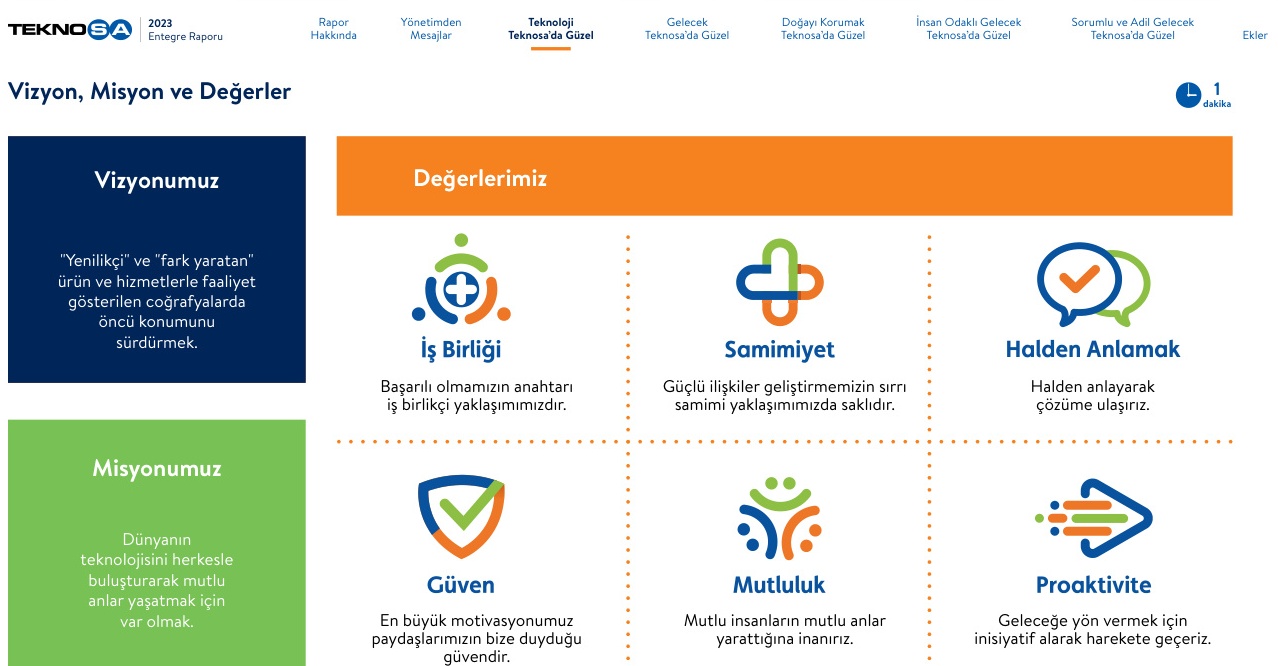 TEKNOSA
2023
Entegre Raporu
Rapor
Hakkında
Yönetimden
Mesajlar
Teknoloji
Teknosa'da Güzel
Gelecek
Teknosa'da Güzel
Doğayı Korumak
Teknosa'da Güzel
İnsan Odaklı Gelecek
Teknosa'da Güzel
Sorumlu ve Adil Gelecek
Teknosa'da Güzel
Ekler
Vizyon, Misyon ve Değerler
1
dakika
Vizyonumuz
"Yenilikçi" ve "fark yaratan"
ürün ve hizmetlerle faaliyet
gösterilen coğrafyalarda
öncü konumunu
sürdürmek.
Misyonumuz
Dünyanın
teknolojisini herkesle
buluşturarak mutlu
anlar yaşatmak için
var olmak.
Değerlerimiz
İş Birliği
Başarılı olmamızın anahtarı
iş birlikçi yaklaşımımızdır.
Samimiyet
Güçlü ilişkiler geliştirmemizin sırrı
samimi yaklaşımımızda saklıdır.
Halden Anlamak
Halden anlayarak
çözüme ulaşırız.
Güven
En büyük motivasyonumuz
paydaşlarımızın bize duyduğu
güvendir.
Mutluluk
Mutlu insanların mutlu anlar
yarattığına inanırız.
Proaktivite
Geleceğe yön vermek için
inisiyatif alarak harekete geçeriz.